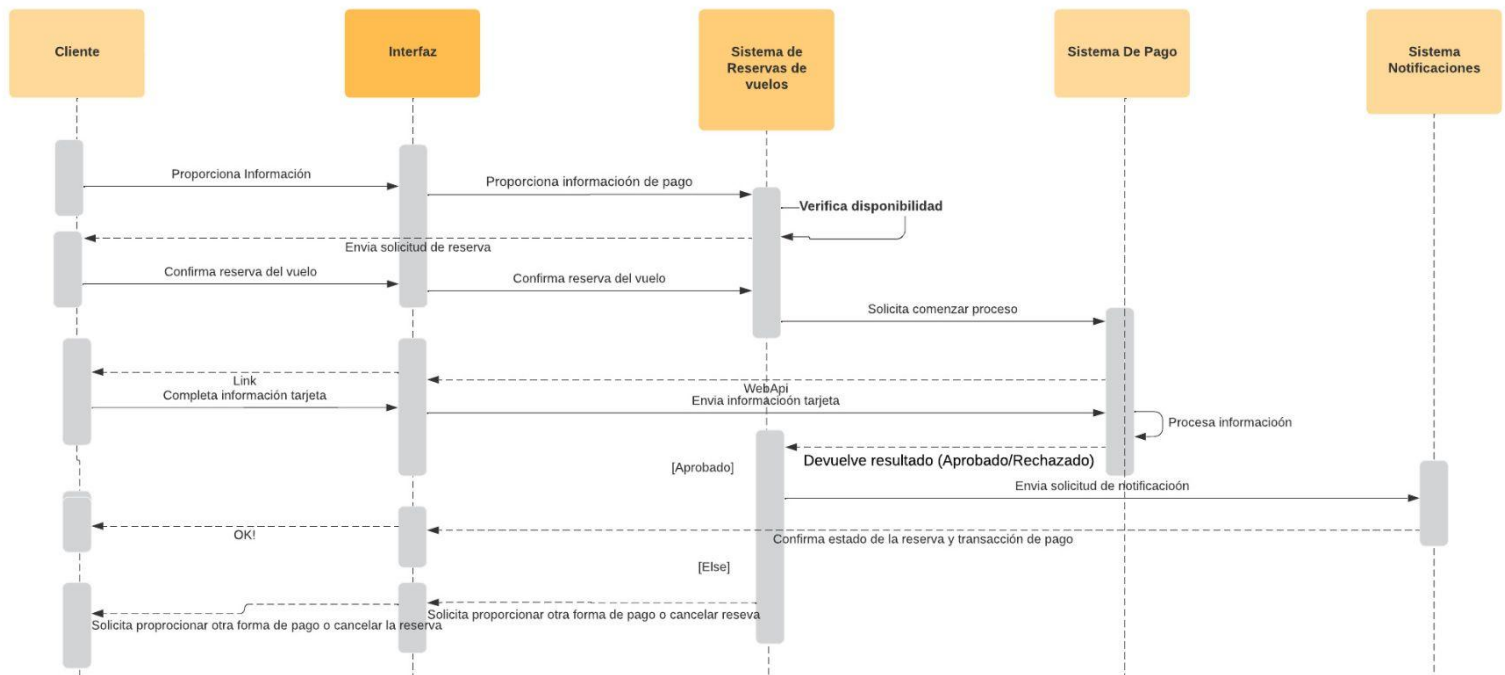 Cliente
Interfaz
Sistema de
Reservas de
vuelos
Sistema De Pago
Sistema
Notificaciones
Proporciona Información
Proporciona informacioón de pago
Verifica disponibilidad
Envia solicitud de reserva
Confirma reserva del vuelo
Confirma reserva del vuelo
Solicita comenzar proceso
Link
WebApi
Completa información tarjeta
Envia informacioón tarjeta
Procesa informacioón
Devuelve resultado (Aprobado/Rechazado)
[Aprobado]
Envia solicitud de notificacioón
OK!
Confirma estado de la reserva y transacción de pago
[Else]
Solicita proporcionar otra forma de pago o cancelar reseva
Solicita proprocionar otra forma de pago o cancelar la reserva